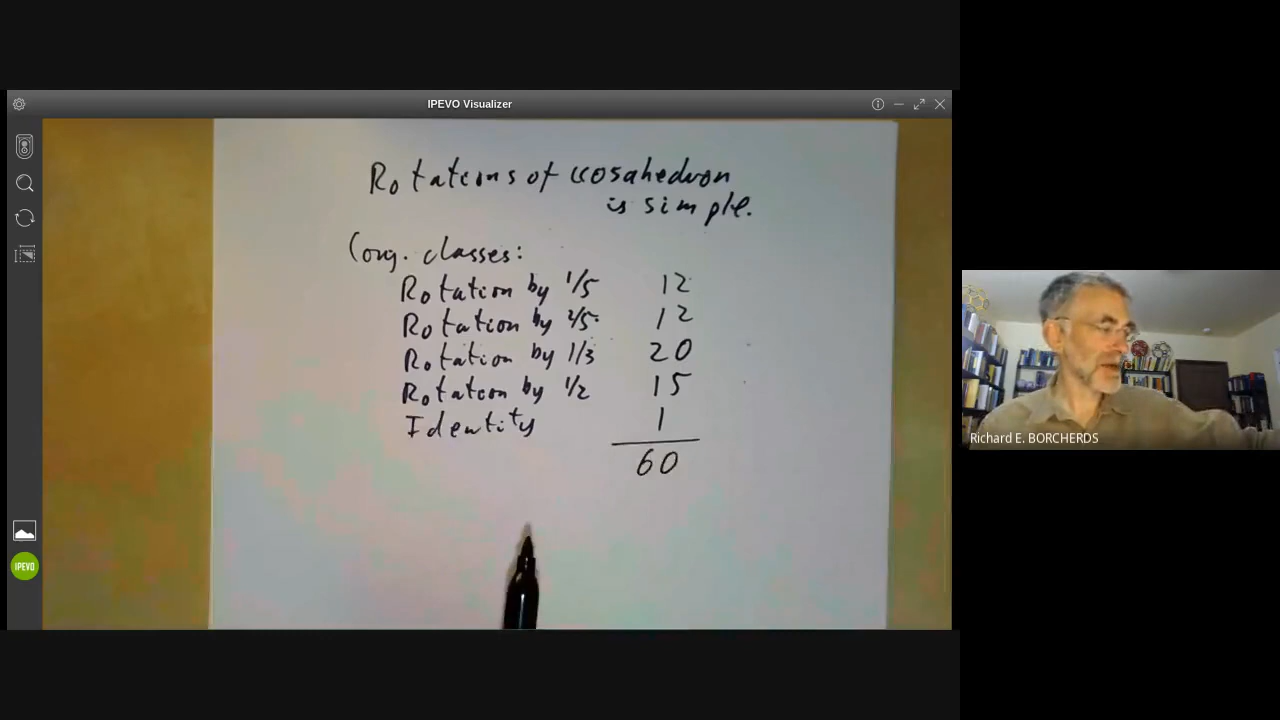 IPEVO Visualizer
Rotations of icosahedron
is simple.
Conj. classes:
Rotation by 1/5 12
Rotation by 2/5. 12
Rotation by 1/3 20
Rotation by 1/2 15
Identity 1
60
IPEVO
Richard E. BORCHERDS